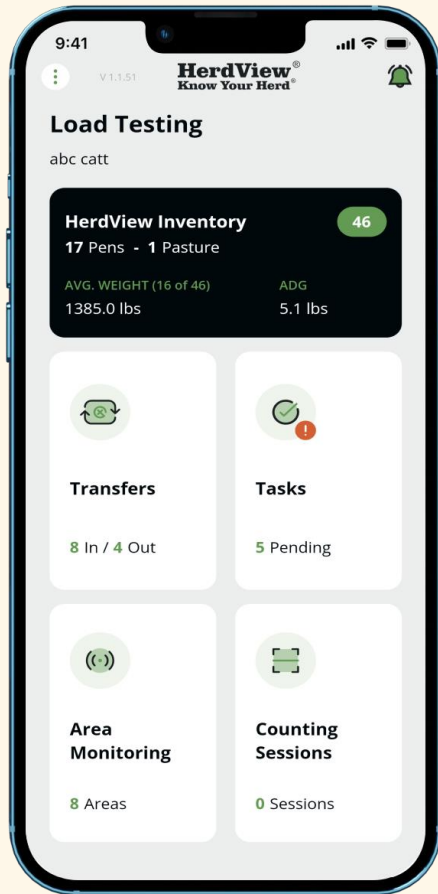 9:41
V 1.1.51
HerdView®
Know Your Herd®
Load Testing
abc catt
HerdView Inventory
46
17 Pens - 1 Pasture
AVG. WEIGHT (16 of 46) ADG
1385.0 lbs 5.1 lbs
Transfers
8 In / 4 Out
Tasks
5 Pending
Area
Monitoring
8 Areas
Counting
Sessions
0 Sessions